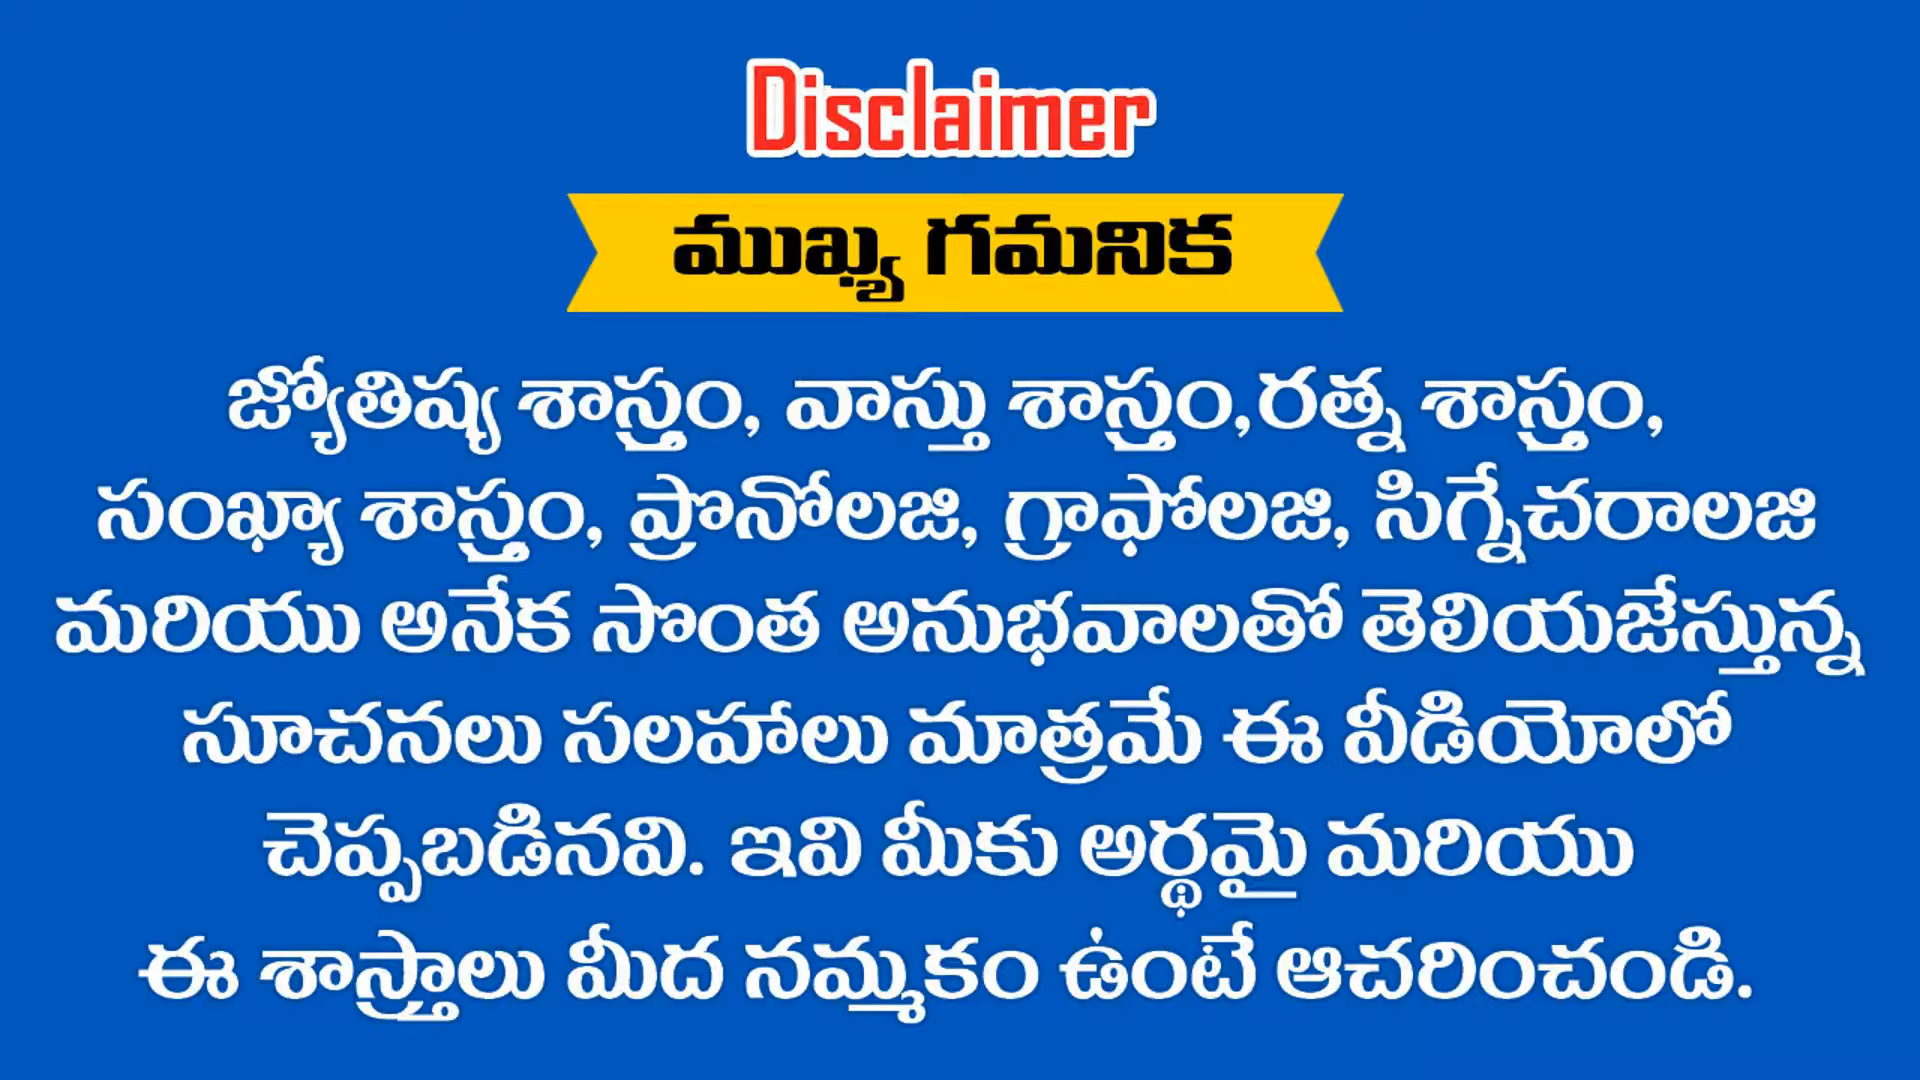 Disclaimer
ముఖ్య గమనిక
జ్యోతిష్య శాస్త్రం, వాస్తు శాస్త్రం,రత్న శాస్త్రం,
సంఖ్యా శాస్త్రం, ప్రొనోలజి, గ్రాఫోలజి, సిగ్నేచరాలజి
మరియు అనేక సొంత అనుభవాలతో తెలియజేస్తున్న
సూచనలు సలహాలు మాత్రమే ఈ వీడియోలో
చెప్పబడినవి. ఇవి మీకు అర్థమై మరియు
ఈ శాస్త్రాలు మీద నమ్మకం ఉంటే ఆచరించండి.